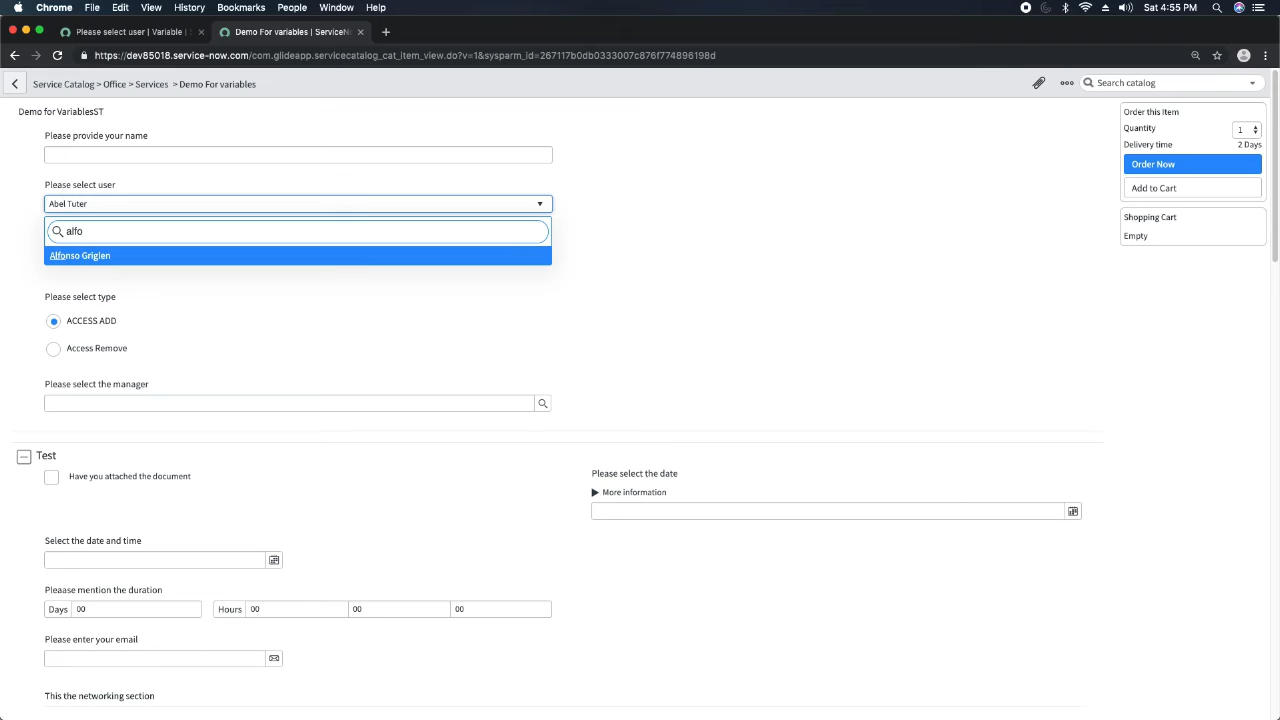 Chrome File Edit View History Bookmarks People Window Help Sat 4:55 PM
Please select user | Variable | S Demo For variables | ServiceN
https://dev85018.service-now.com/com.glideapp.servicecatalog_cat_item_view.do?v=1&sysparm_id=267117b0db0333007c876f774896198d
Service Catalog > Office > Services > Demo For variables Search catalog
Demo for VariablesST
Order this Item
Please provide your name
Quantity 1
Delivery time 2 Days
Order Now
Please select user
Add to Cart
Abel Tuter
Shopping Cart
alfo
Empty
Alfonso Griglen
Please select type
ACCESS ADD
Access Remove
Please select the manager
Test
Have you attached the document
Please select the date
More information
Select the date and time
Pleaase mention the duration
Days 00 Hours 00 00 00
Please enter your email
This the networking section